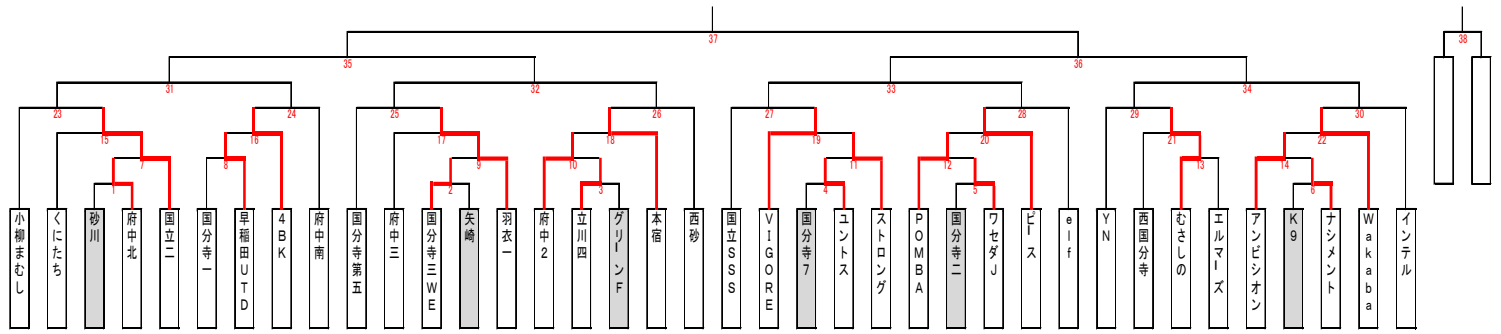 37
38
35
36
31
32
33
34
23
24
25
26
27
28
29
30
15
16
17
18
19
20
21
22
7
8
9
10
11
12
13
14
1
2
3
4
5
6
小柳まむし
くにたち
砂川
府中北
国立二
国分寺一
早稲田UTD
4BK
府中南
国分寺第五
府中三
国分寺三WE
矢崎
羽衣一
府中2
立川四
グリーンF
本宿
西砂
国立SSS
VIGORE
国分寺7
ユントス
ストロング
POMBA
国分寺二
ワセダJ
ピース
elf
YN
西国分寺
むさしの
エルマーズ
アンビシオン
K9
ナシメント
Wakaba
インテル